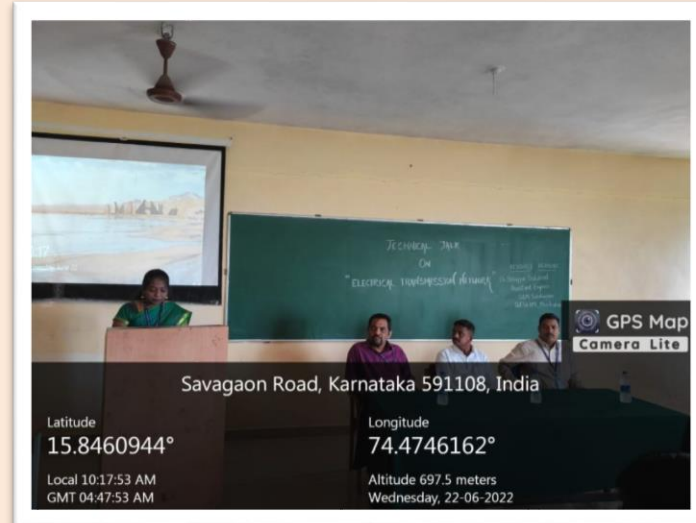 TECHNICAL TALK
ON
"ELECTRICAL TRANSMISSION NETWORK"
Assistant
GPS Map
Camera Lite
Savagaon Road, Karnataka 591108, India
Latitude
15.8460944°
Longitude
74.4746162°
Local 10:17:53 AM
GMT 04:47:53 AM
Altitude 697.5 meters
Wednesday, 22-06-2022